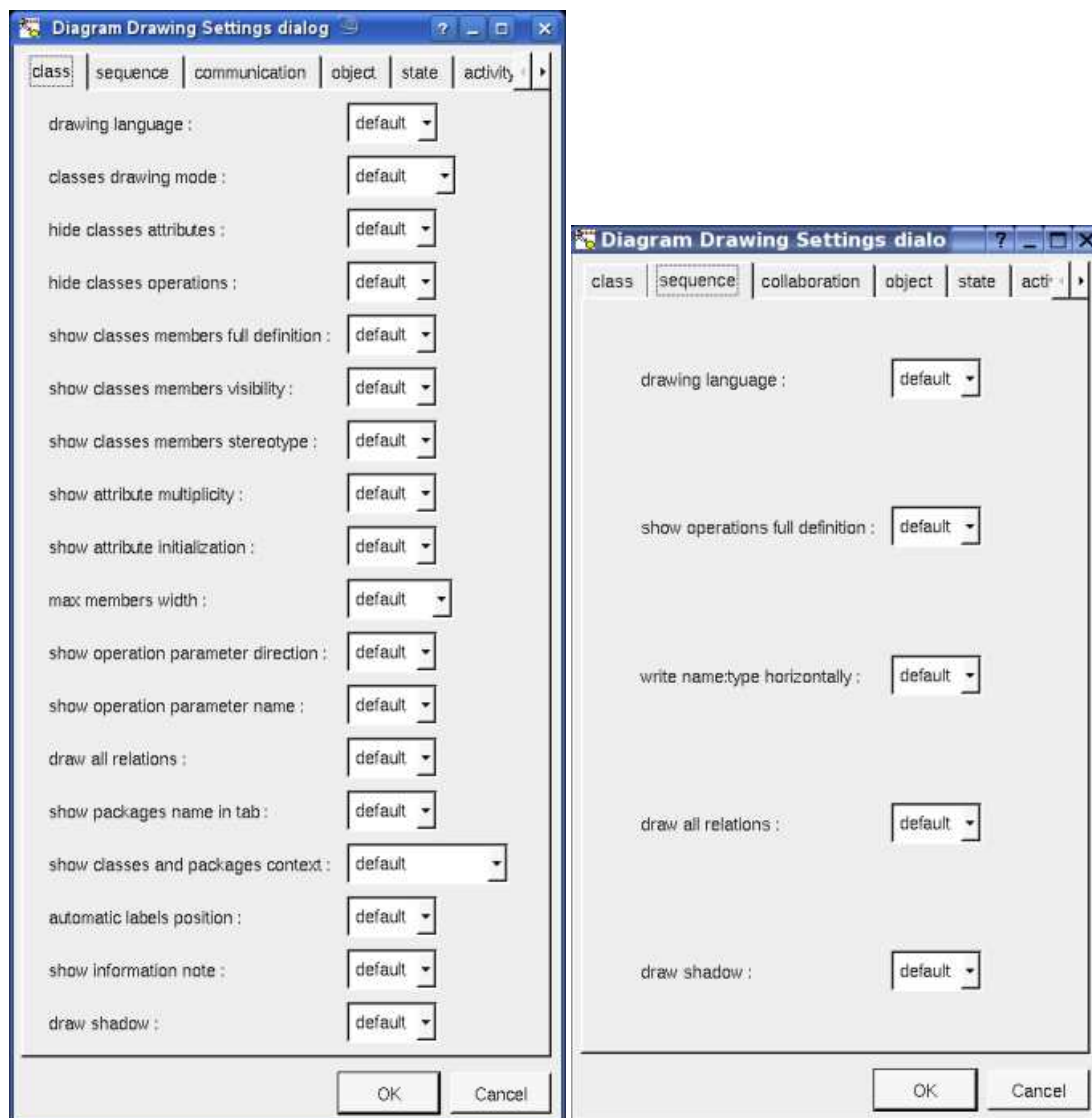 Diagram Drawing Settings dialog
class sequence communication object state activity
drawing language : default
classes drawing mode : default
hide classes attributes : default
hide classes operations : default
show classes members full definition : default
show classes members visibility : default
show classes members stereotype : default
show attribute multiplicity : default
show attribute initialization : default
max members width : default
show operation parameter direction : default
show operation parameter name : default
draw all relations : default
show packages name in tab : default
show classes and packages context : default
automatic labels position : default
show information note : default
draw shadow : default
OK Cancel
Diagram Drawing Settings dialo
class sequence collaboration object state acti
drawing language : default
show operations full definition : default
write name:type horizontally : default
draw all relations : default
draw shadow : default
OK Cancel